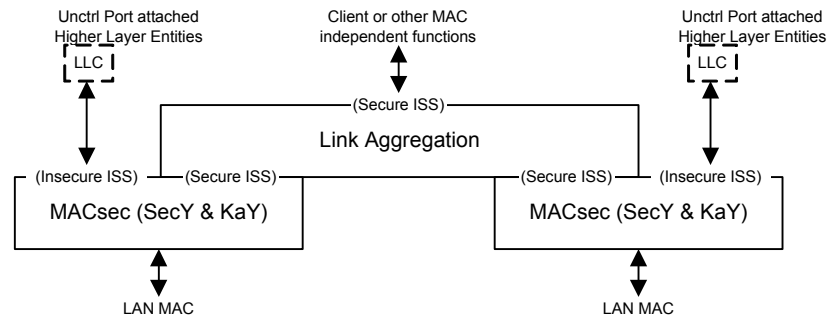 Unctrl Port attached
Higher Layer Entities
LLC
Client or other MAC
independent functions
Unctrl Port attached
Higher Layer Entities
LLC
(Secure ISS)
Link Aggregation
(Insecure ISS)
(Secure ISS)
(Secure ISS)
(Insecure ISS)
MACsec (SecY & KaY)
MACsec (SecY & KaY)
LAN MAC
LAN MAC